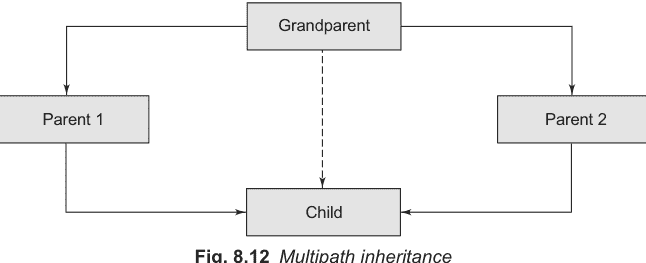 Grandparent
Parent 1
Parent 2
Child
Fig. 8.12 Multipath inheritance